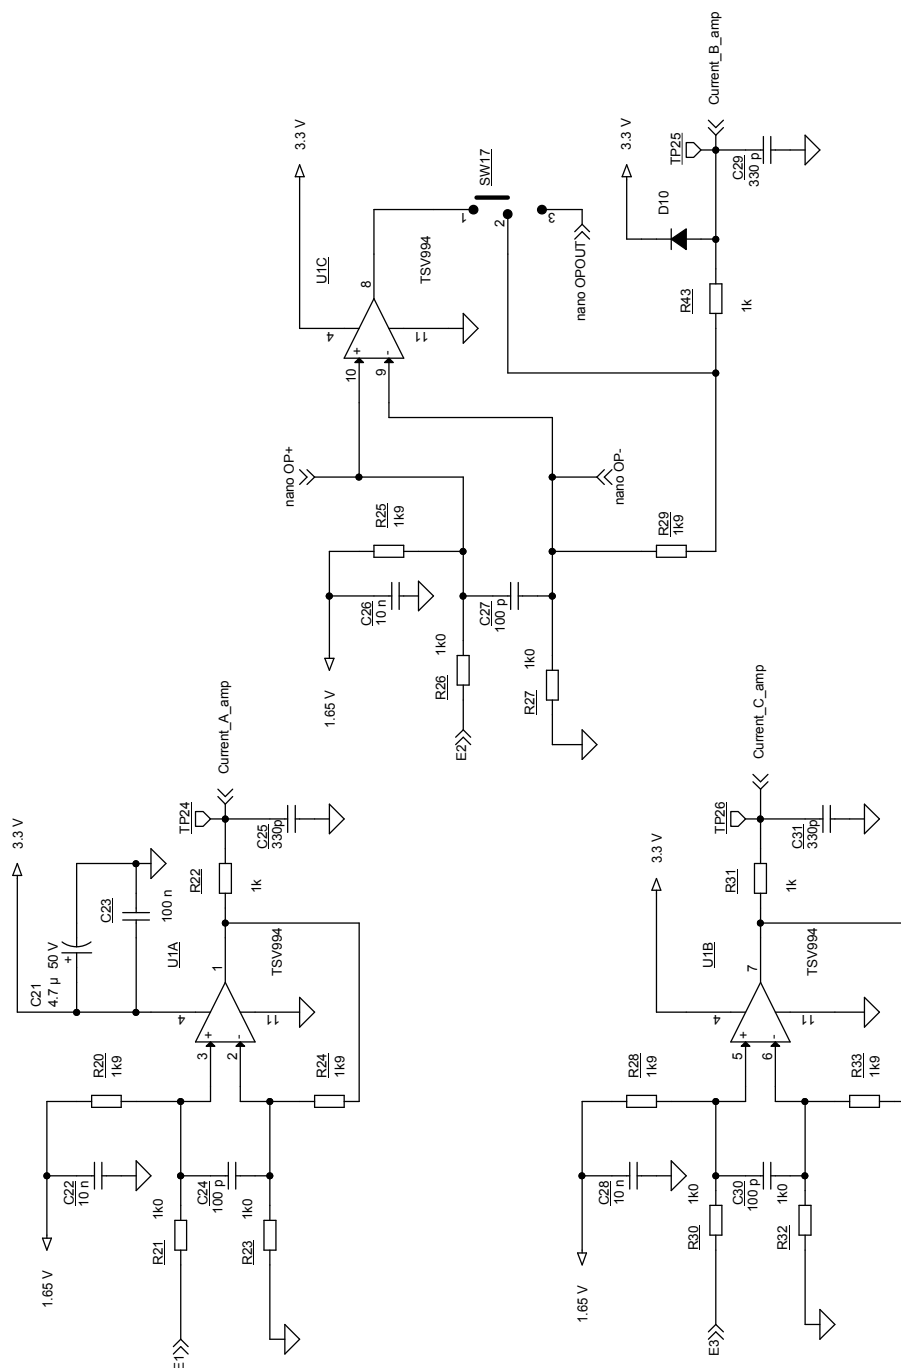 3.3 V
U1C
4
8
TSV994
10
+
9
-
11
SW17
1
2
3
nano OPOUT
3.3 V
D10
TP25
Current_B_amp
C29
330 p
R43
1k
nano OP+
nano OP-
R25
1k9
R29
1k9
C26
10 n
C27
100 p
1.65 V
1k0
R26
1k0
R27
E2
3.3 V
C21
4.7 µ 50 V
+
C23
100 n
U1A
4
1
TSV994
3
+
2
-
11
R22
1k
TP24
Current_A_amp
C25
330p
R20
1k9
R24
1k9
C22
10 n
C24
100 p
1.65 V
1k0
R21
1k0
R23
E1
3.3 V
U1B
4
7
TSV994
5
+
6
-
11
R31
1k
TP26
Current_C_amp
C31
330p
R28
1k9
R33
1k9
C28
10 n
C30
100 p
1.65 V
1k0
R30
1k0
R32
E3